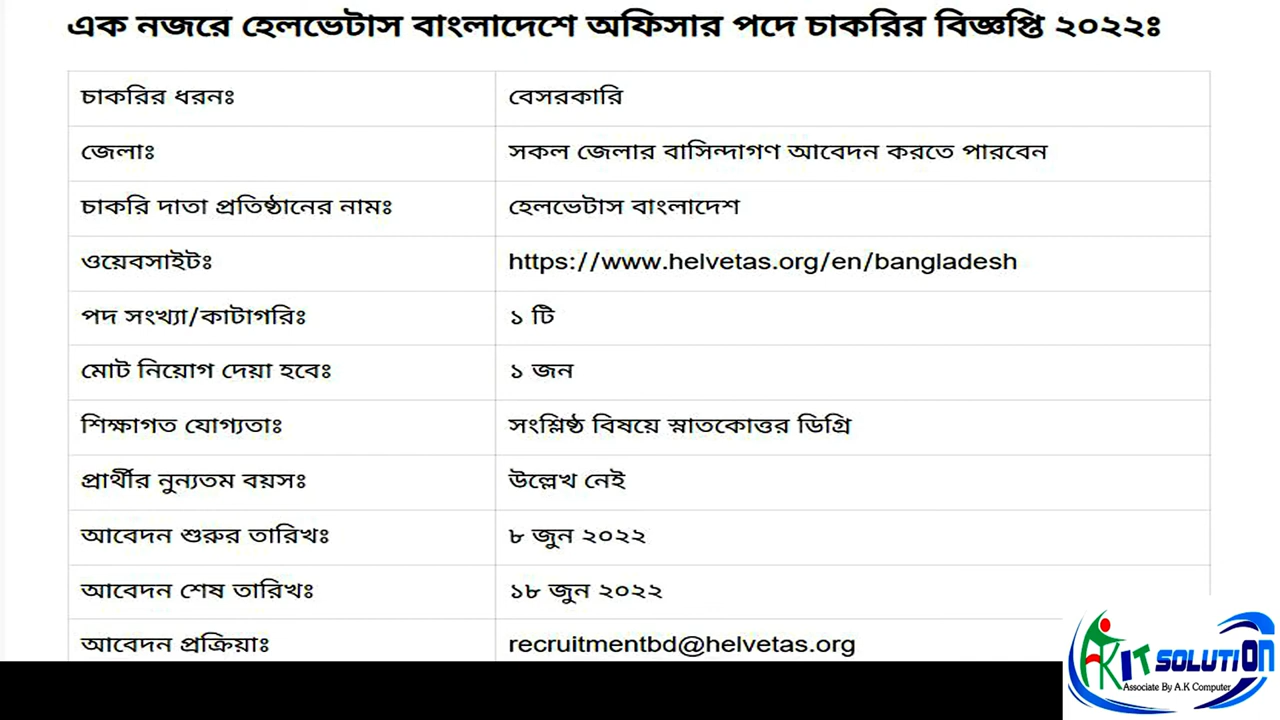 এক নজরে হেলভেটাস বাংলাদেশে অফিসার পদে চাকরির বিজ্ঞপ্তি ২০২২ঃ
চাকরির ধরনঃ বেসরকারি
জেলাঃ সকল জেলার বাসিন্দাগণ আবেদন করতে পারবেন
চাকরি দাতা প্রতিষ্ঠানের নামঃ হেলভেটাস বাংলাদেশ
ওয়েবসাইটঃ https://www.helvetas.org/en/bangladesh
পদ সংখ্যা/কাটাগরিঃ ১ টি
মোট নিয়োগ দেয়া হবেঃ ১ জন
শিক্ষাগত যোগ্যতাঃ সংশ্লিষ্ঠ বিষয়ে স্নাতকোত্তর ডিগ্রি
প্রার্থীর নুন্যতম বয়সঃ উল্লেখ নেই
আবেদন শুরুর তারিখঃ ৮ জুন ২০২২
আবেদন শেষ তারিখঃ ১৮ জুন ২০২২
আবেদন প্রক্রিয়াঃ recruitmentbd@helvetas.org
AK IT SOLUTION
Associate By A.K Computer